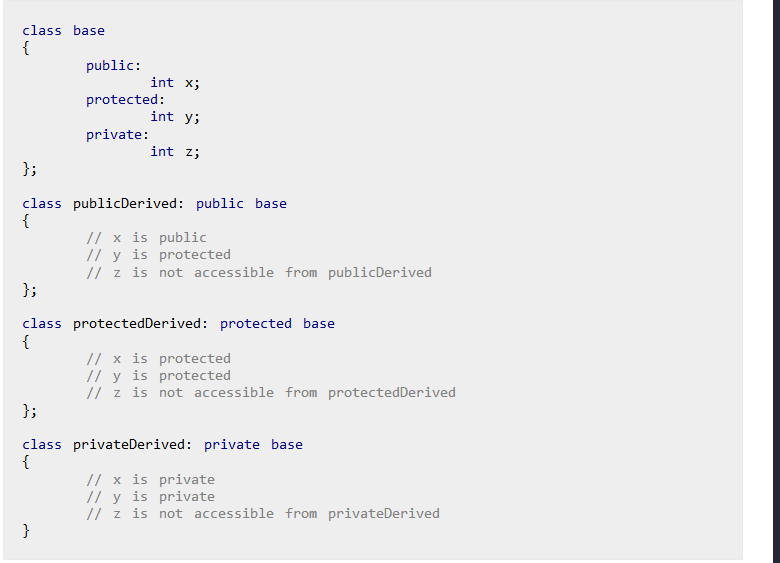 class base
{
public:
int x;
protected:
int y;
private:
int z;
};
class publicDerived: public base
{
// x is public
// y is protected
// z is not accessible from publicDerived
};
class protectedDerived: protected base
{
// x is protected
// y is protected
// z is not accessible from protectedDerived
};
class privateDerived: private base
{
// x is private
// y is private
// z is not accessible from privateDerived
}